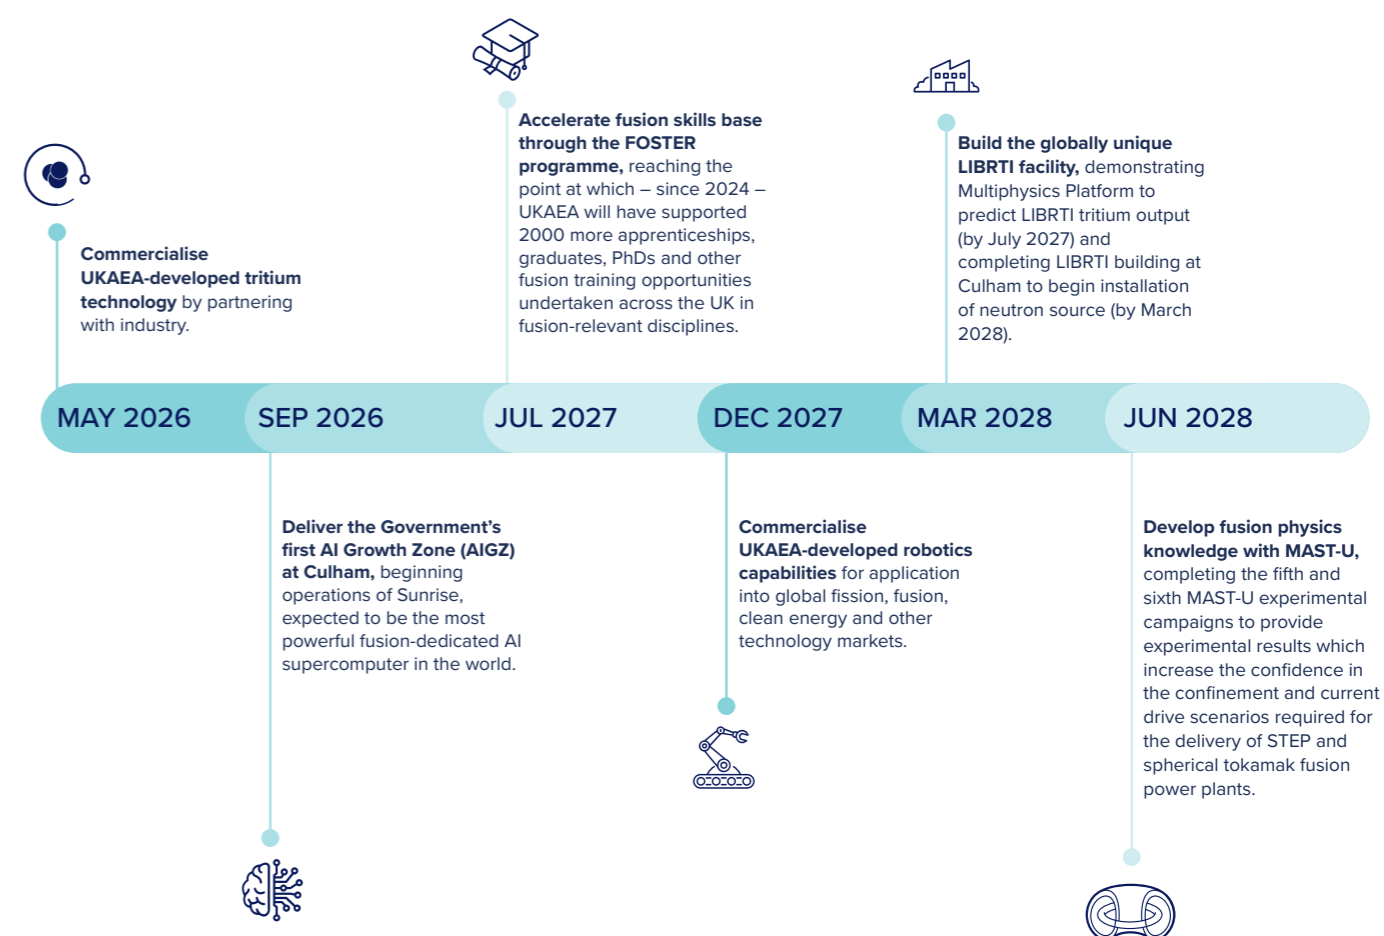 Accelerate fusion skills base
through the FOSTER
programme, reaching the
point at which – since 2024 –
UKAEA will have supported
2000 more apprenticeships,
graduates, PhDs and other
fusion training opportunities
undertaken across the UK in
fusion-relevant disciplines.
Build the globally unique
LIBRTI facility, demonstrating
Multiphysics Platform to
predict LIBRTI tritium output
(by July 2027) and
completing LIBRTI building at
Culham to begin installation
of neutron source (by March
2028).
Commercialise
UKAEA-developed tritium
technology by partnering
with industry.
MAY 2026
SEP 2026
JUL 2027
DEC 2027
MAR 2028
JUN 2028
Deliver the Government’s
first AI Growth Zone (AIGZ)
at Culham, beginning
operations of Sunrise,
expected to be the most
powerful fusion-dedicated AI
supercomputer in the world.
Commercialise
UKAEA-developed robotics
capabilities for application
into global fission, fusion,
clean energy and other
technology markets.
Develop fusion physics
knowledge with MAST-U,
completing the fifth and
sixth MAST-U experimental
campaigns to provide
experimental results which
increase the confidence in
the confinement and current
drive scenarios required for
the delivery of STEP and
spherical tokamak fusion
power plants.